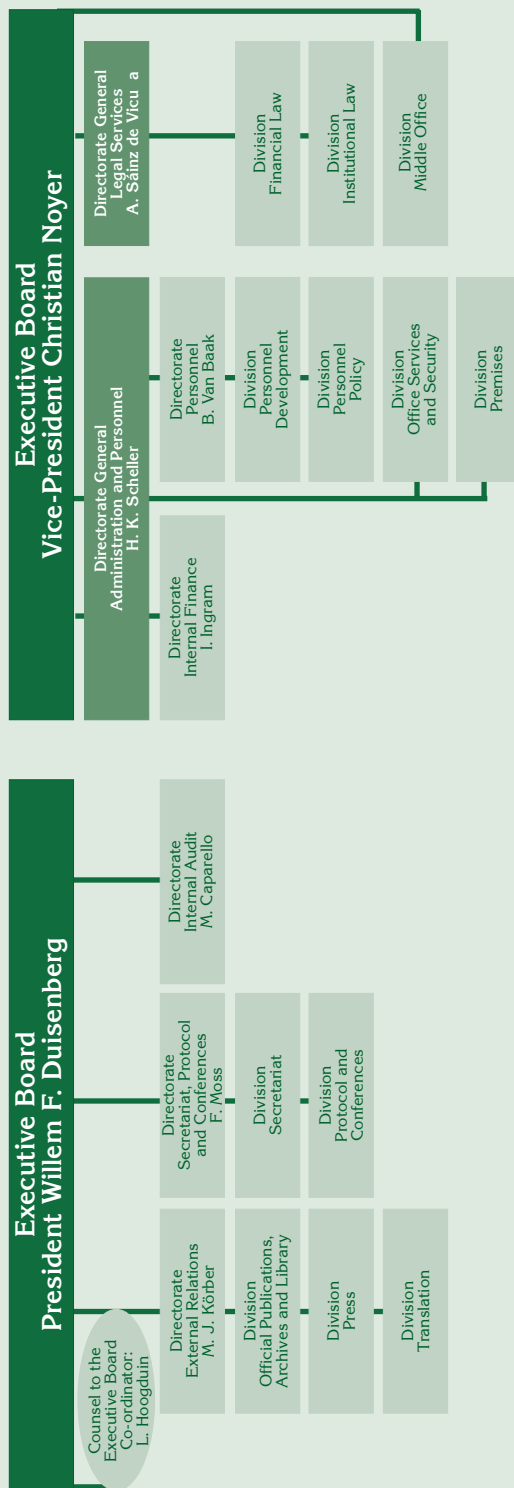 Executive Board
President Willem F. Duisenberg
Counsel to the
Executive Board
Co-ordinator:
L. Hoogduin
Directorate
External Relations
M. J. Körber
Division
Official Publications,
Archives and Library
Division
Press
Division
Translation
Directorate
Secretariat, Protocol
and Conferences
F. Moss
Division
Secretariat
Division
Protocol and
Conferences
Directorate
Internal Audit
M. Caparello
Executive Board
Vice-President Christian Noyer
Directorate General
Administration and Personnel
H. K. Scheller
Directorate
Internal Finance
I. Ingram
Directorate
Personnel
B. Van Baak
Division
Personnel
Development
Division
Personnel
Policy
Division
Office Services
and Security
Division
Premises
Directorate General
Legal Services
A. Sáinz de Vicu a
Division
Financial Law
Division
Institutional Law
Division
Middle Office